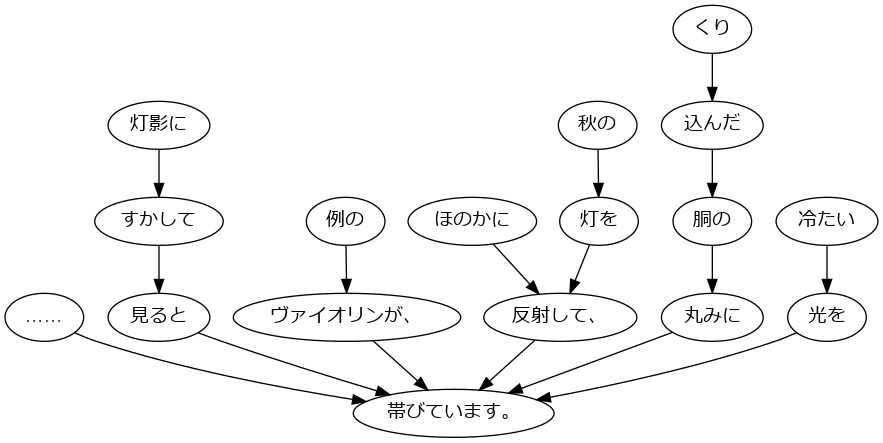 くり
灯影に
秋の
込んだ
すかして
例の
ほのかに
灯を
胴の
冷たい
……
見ると
ヴァイオリンが、
反射して、
丸みに
光を
帯びています。